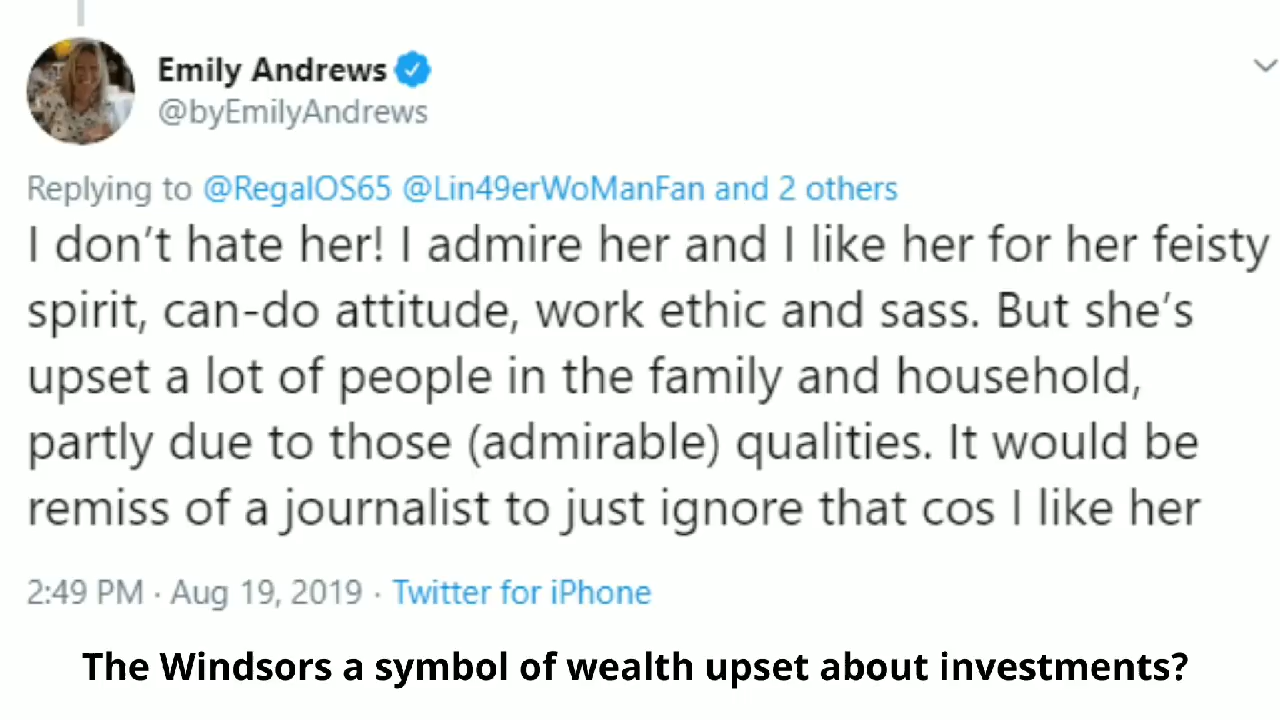 Emily Andrews
@byEmilyAndrews
Replying to @RegalOS65 @Lin49erWoManFan and 2 others
I don’t hate her! I admire her and I like her for her feisty
spirit, can-do attitude, work ethic and sass. But she’s
upset a lot of people in the family and household,
partly due to those (admirable) qualities. It would be
remiss of a journalist to just ignore that cos I like her
2:49 PM · Aug 19, 2019 · Twitter for iPhone
The Windsors a symbol of wealth upset about investments?